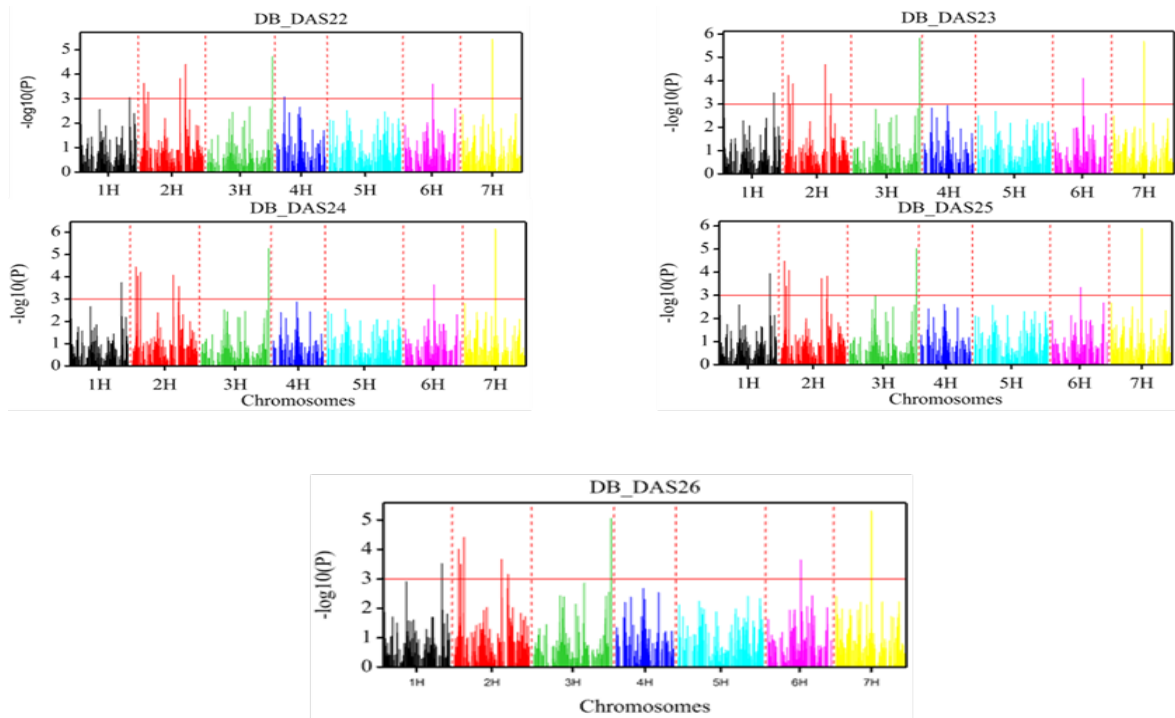 DB_DAS22
-log10(P)
5
4
3
2
1
0
1H 2H 3H 4H 5H 6H 7H
DB_DAS23
-log10(P)
6
5
4
3
2
1
0
1H 2H 3H 4H 5H 6H 7H
DB_DAS24
-log10(P)
6
5
4
3
2
1
0
1H 2H 3H 4H 5H 6H 7H
Chromosomes
DB_DAS25
-log10(P)
6
5
4
3
2
1
0
1H 2H 3H 4H 5H 6H 7H
Chromosomes
DB_DAS26
-log10(P)
5
4
3
2
1
0
1H 2H 3H 4H 5H 6H 7H
Chromosomes